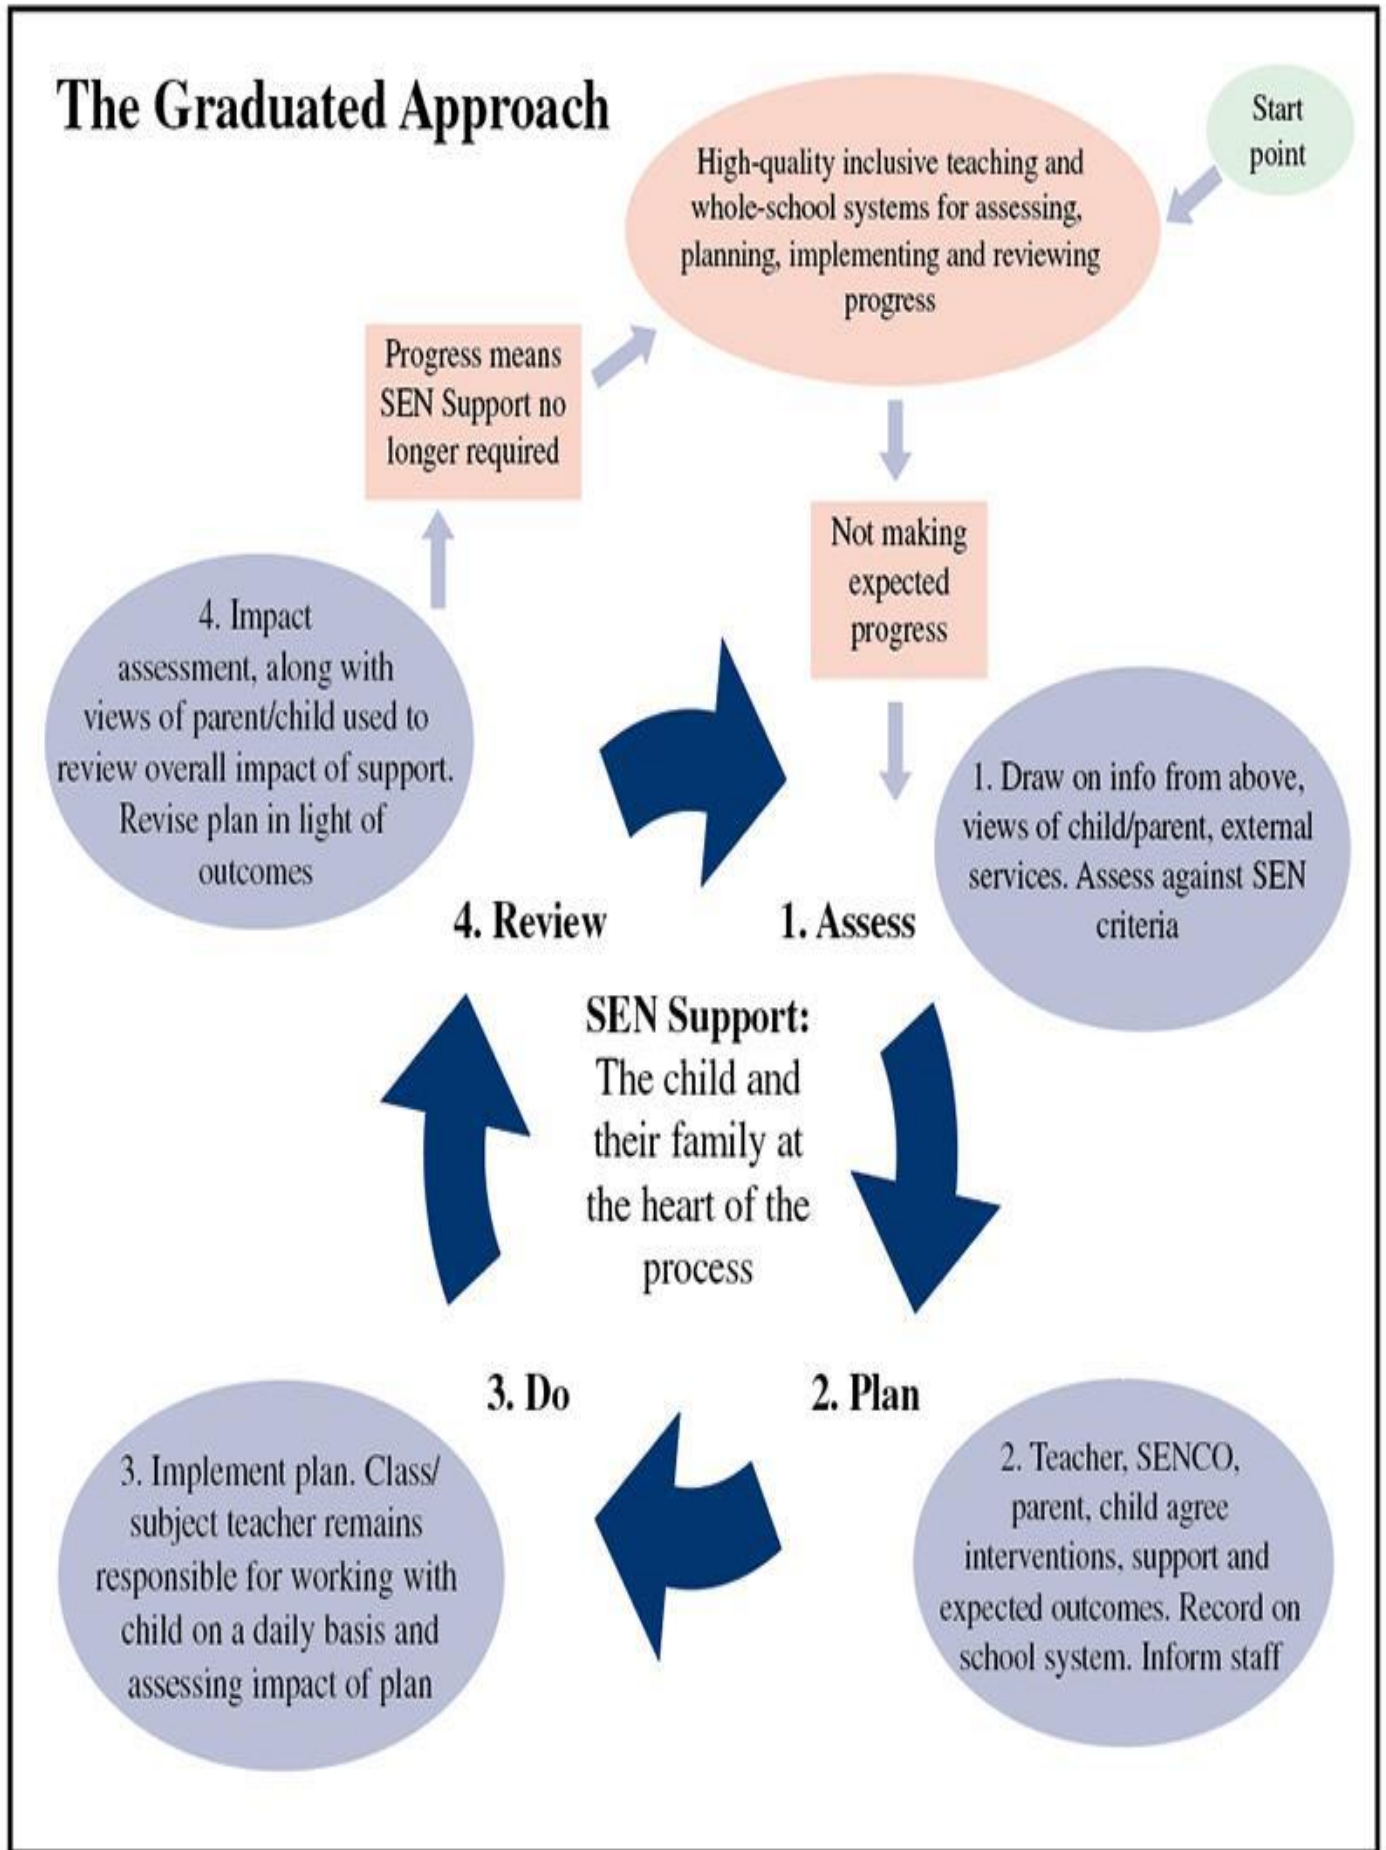 The Graduated Approach
Start
point
High-quality inclusive teaching and
whole-school systems for assessing,
planning, implementing and reviewing
progress
Progress means
SEN Support no
longer required
Not making
expected
progress
4. Impact
assessment, along with
views of parent/child used to
review overall impact of support.
Revise plan in light of
outcomes
1. Draw on info from above,
views of child/parent, external
services. Assess against SEN
criteria
4. Review
1. Assess
SEN Support:
The child and
their family at
the heart of the
process
3. Do
2. Plan
3. Implement plan. Class/
subject teacher remains
responsible for working with
child on a daily basis and
assessing impact of plan
2. Teacher, SENCO,
parent, child agree
interventions, support and
expected outcomes. Record on
school system. Inform staff